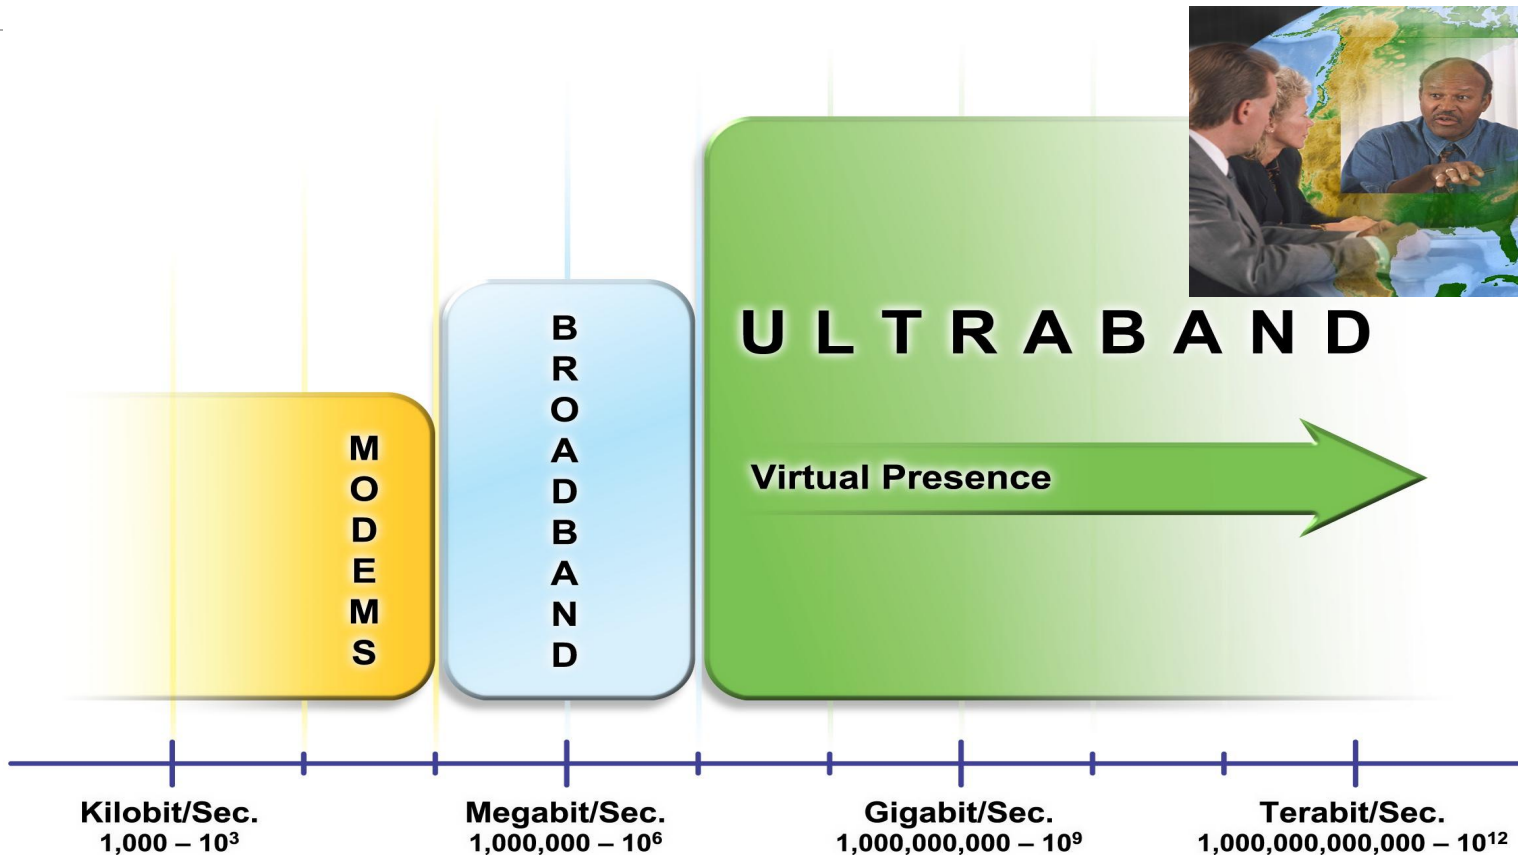 MODEMS
BROADBAND
ULTRABAND
Virtual Presence
Kilobit/Sec.
1,000 – 10³
Megabit/Sec.
1,000,000 – 10⁶
Gigabit/Sec.
1,000,000,000 – 10⁹
Terabit/Sec.
1,000,000,000,000 – 10¹²